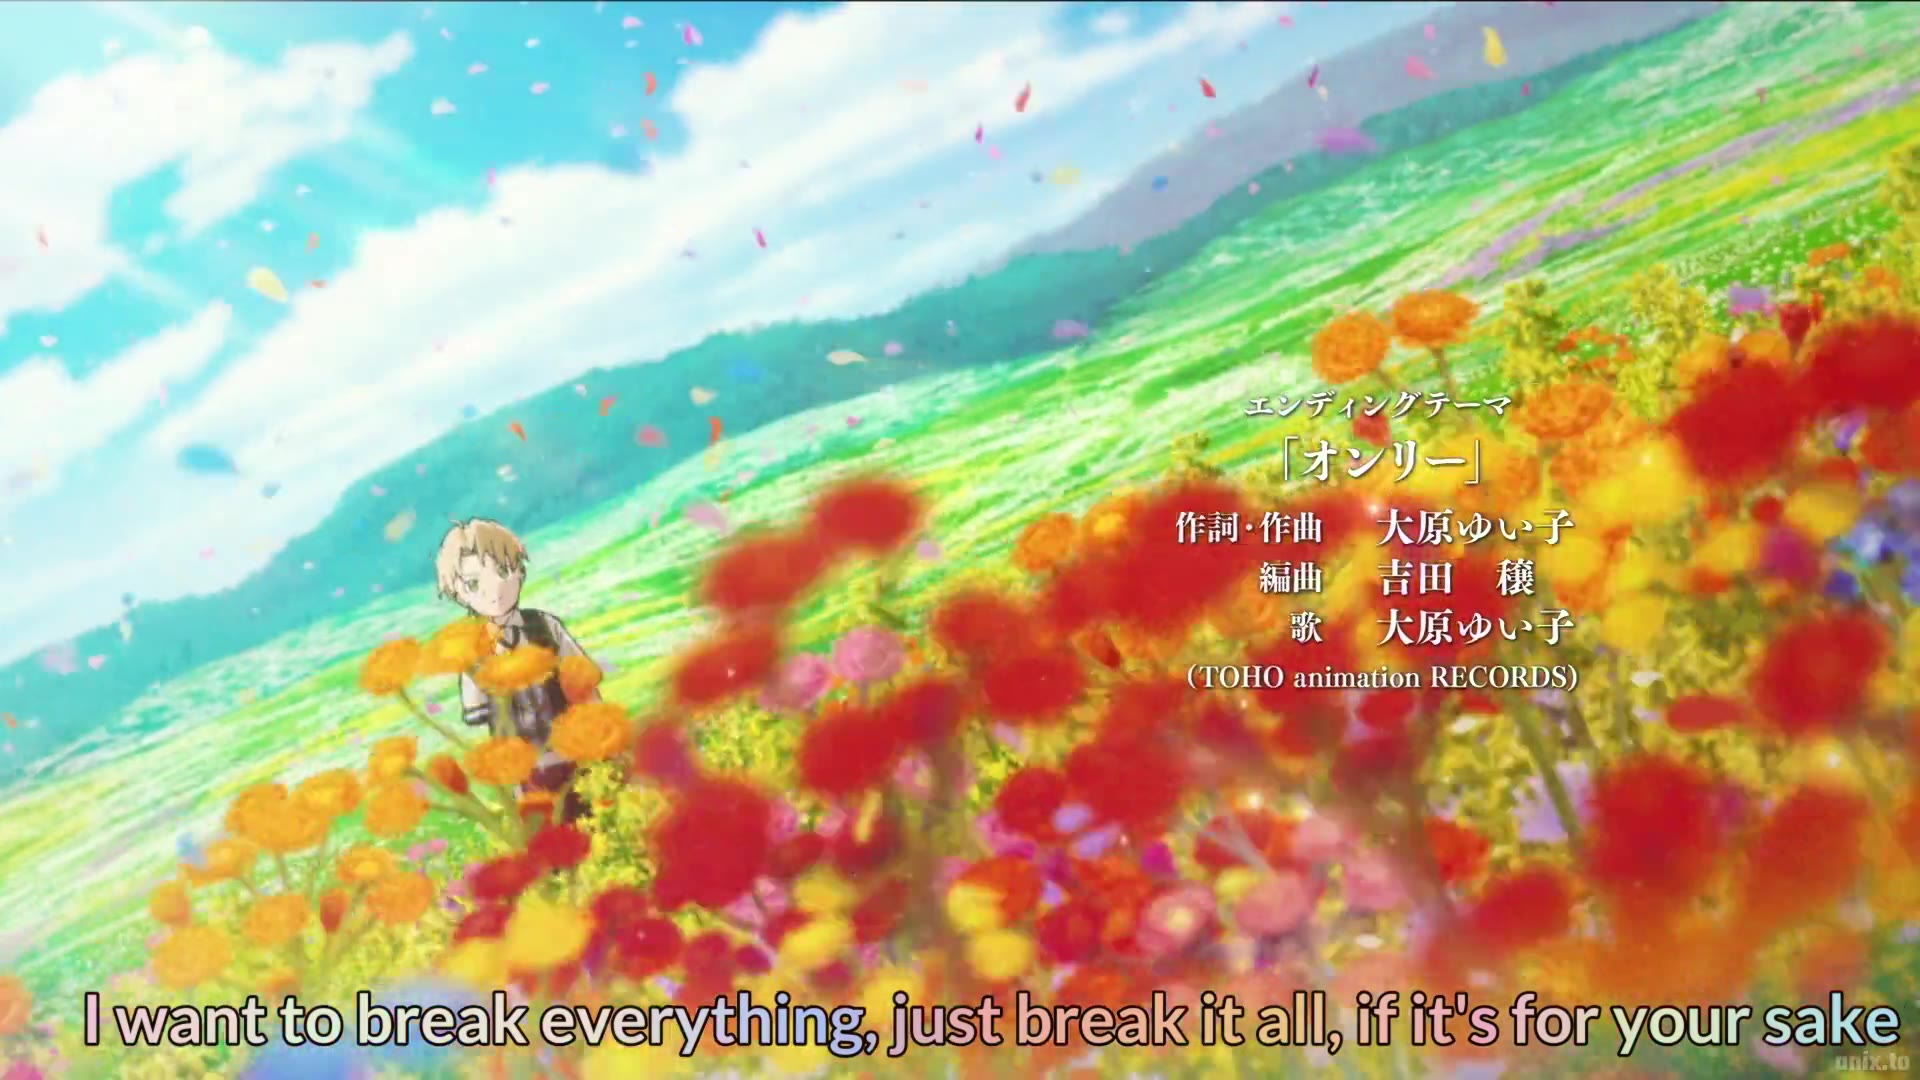 エンディングテーマ
「オンリー」
作詞・作曲 大原ゆい子
編曲 吉田 穣
歌 大原ゆい子
(TOHO animation RECORDS)
I want to break everything, just break it all, if it's for your sake
unix.to